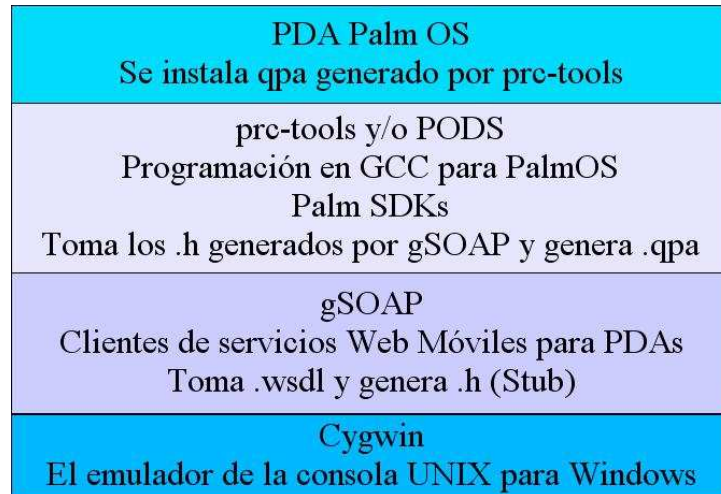 PDA Palm OS
Se instala qpa generado por prc-tools
prc-tools y/o PODS
Programación en GCC para PalmOS
Palm SDKs
Toma los .h generados por gSOAP y genera .qpa
gSOAP
Clientes de servicios Web Móviles para PDAs
Toma .wsdl y genera .h (Stub)
Cygwin
El emulador de la consola UNIX para Windows